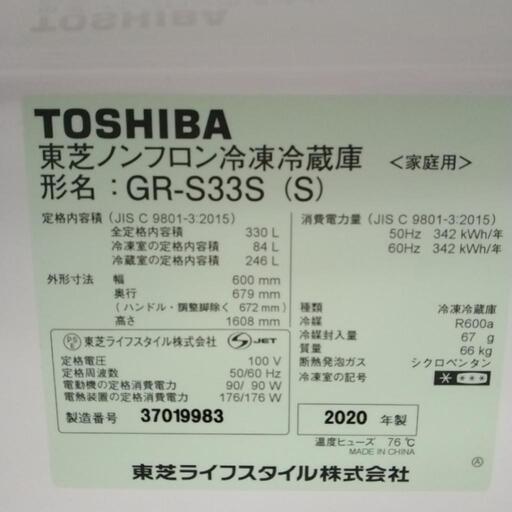 TOSHIBA
東芝ノンフロン冷凍冷蔵庫 〈家庭用〉
形名：GR-S33S (S)
定格内容積 (JIS C 9801-3:2015)
全定格内容積 330 L
冷凍室の定格内容積 84 L
冷蔵室の定格内容積 246 L
外形寸法 幅 600 mm
奥行 679 mm
(ハンドル・調整脚除く 672 mm)
高さ 1608 mm
消費電力量 (JIS C 9801-3:2015)
50Hz 342 kWh/年
60Hz 342 kWh/年
種類 冷凍冷蔵庫
冷媒 R600a
冷媒封入量 67 g
質量 66 kg
断熱発泡ガス シクロペンタン
冷凍室の記号
PS E 東芝ライフスタイル株式会社 S JET
定格電圧 100 V
定格周波数 50/60 Hz
電動機の定格消費電力 90/ 90 W
電熱装置の定格消費電力 176/176 W
製造番号 37019983
2020 年製
温度ヒューズ 76℃
MADE IN CHINA
東芝ライフスタイル株式会社
Ⓐ